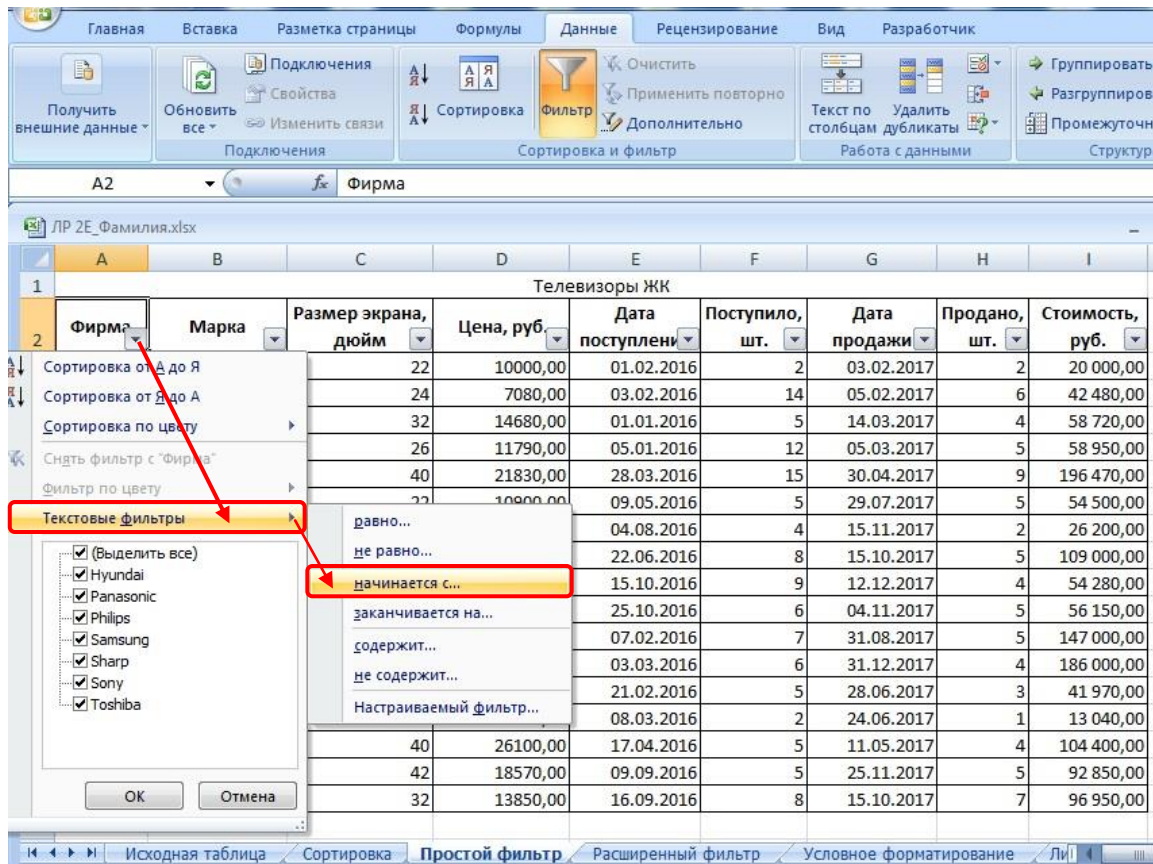 Главная Вставка Разметка страницы Формулы Данные Рецензирование Вид Разработчик
Получить внешние данные
Обновить все
Подключения
Свойства
Изменить связи
Подключения
Сортировка
Фильтр
Очистить
Применить повторно
Дополнительно
Сортировка и фильтр
Текст по столбцам
Удалить дубликаты
Работа с данными
Группировать
Разгруппиров
Промежуточн
Структур
A2 fx Фирма
ЛР 2Е_Фамилия.xlsx
A B C D E F G H I
1 Телевизоры ЖК
2 Фирма Марка Размер экрана, дюйм Цена, руб. Дата поступлени Поступило, шт. Дата продажи Продано, шт. Стоимость, руб.
22 10000,00 01.02.2016 2 03.02.2017 2 20 000,00
24 7080,00 03.02.2016 14 05.02.2017 6 42 480,00
32 14680,00 01.01.2016 5 14.03.2017 4 58 720,00
26 11790,00 05.01.2016 12 05.03.2017 5 58 950,00
40 21830,00 28.03.2016 15 30.04.2017 9 196 470,00
22 10900,00 09.05.2016 5 29.07.2017 5 54 500,00
04.08.2016 4 15.11.2017 2 26 200,00
22.06.2016 8 15.10.2017 5 109 000,00
15.10.2016 9 12.12.2017 4 54 280,00
25.10.2016 6 04.11.2017 5 56 150,00
07.02.2016 7 31.08.2017 5 147 000,00
03.03.2016 6 31.12.2017 4 186 000,00
21.02.2016 5 28.06.2017 3 41 970,00
08.03.2016 2 24.06.2017 1 13 040,00
40 26100,00 17.04.2016 5 11.05.2017 4 104 400,00
42 18570,00 09.09.2016 5 25.11.2017 5 92 850,00
32 13850,00 16.09.2016 8 15.10.2017 7 96 950,00
Сортировка от А до Я
Сортировка от Я до А
Сортировка по цвету
Снять фильтр с "Фирма"
Фильтр по цвету
Текстовые фильтры
(Выделить все)
Hyundai
Panasonic
Philips
Samsung
Sharp
Sony
Toshiba
ОК Отмена
равно...
не равно...
начинается с...
заканчивается на...
содержит...
не содержит...
Настраиваемый фильтр...
Исходная таблица Сортировка Простой фильтр Расширенный фильтр Условное форматирование Ли